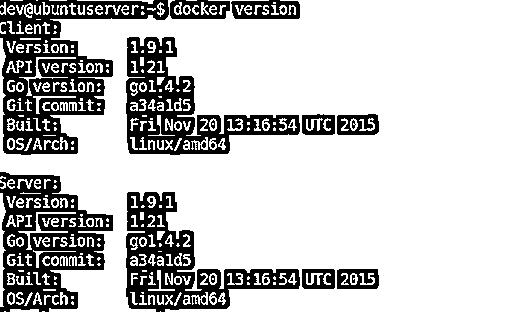 dev@ubuntuserver:~$ docker version
Client:
Version: 1.9.1
API version: 1.21
Go version: go1.4.2
Git commit: a34a1d5
Built: Fri Nov 20 13:16:54 UTC 2015
OS/Arch: linux/amd64
Server:
Version: 1.9.1
API version: 1.21
Go version: go1.4.2
Git commit: a34a1d5
Built: Fri Nov 20 13:16:54 UTC 2015
OS/Arch: linux/amd64